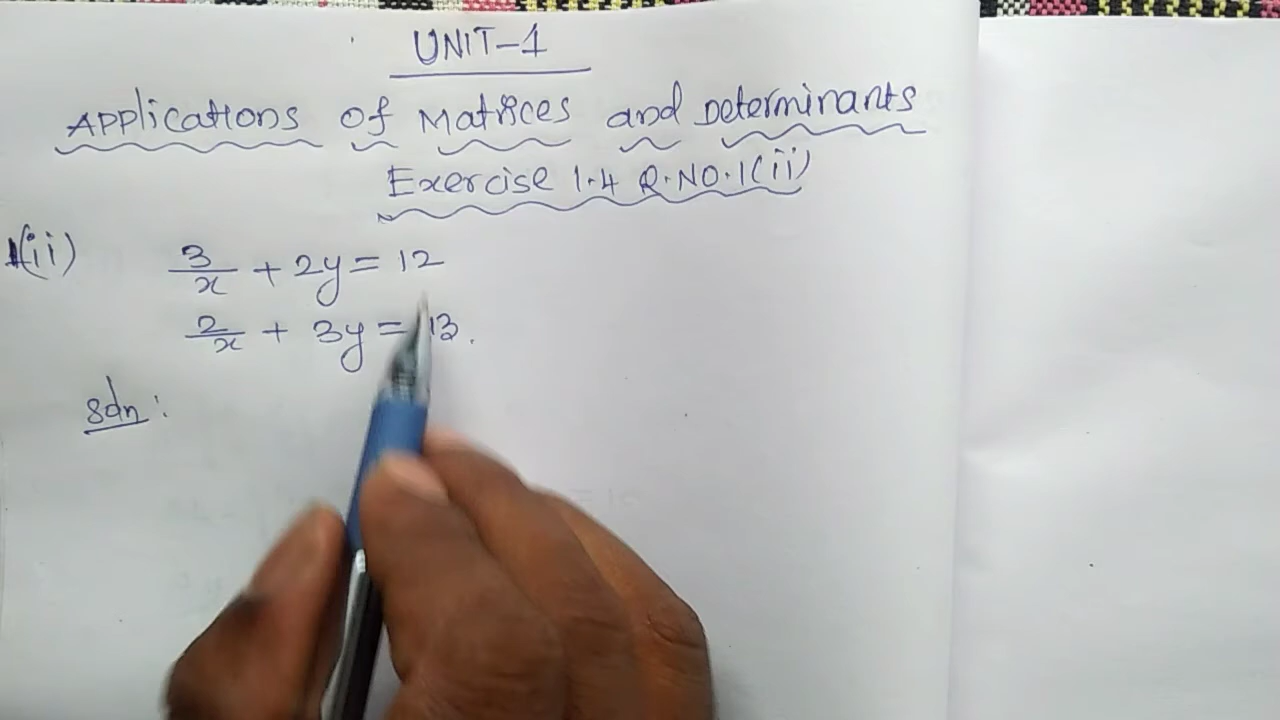 UNIT-1
Applications of Matrices and Determinants
Exercise 1.4 Q.NO.1(ii)
1(ii) 3/x + 2y = 12
2/x + 3y = 13.
Soln: